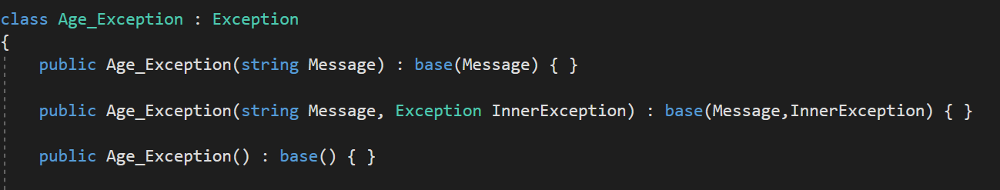 class Age_Exception : Exception
{
public Age_Exception(string Message) : base(Message) { }
public Age_Exception(string Message, Exception InnerException) : base(Message,InnerException) { }
public Age_Exception() : base() { }